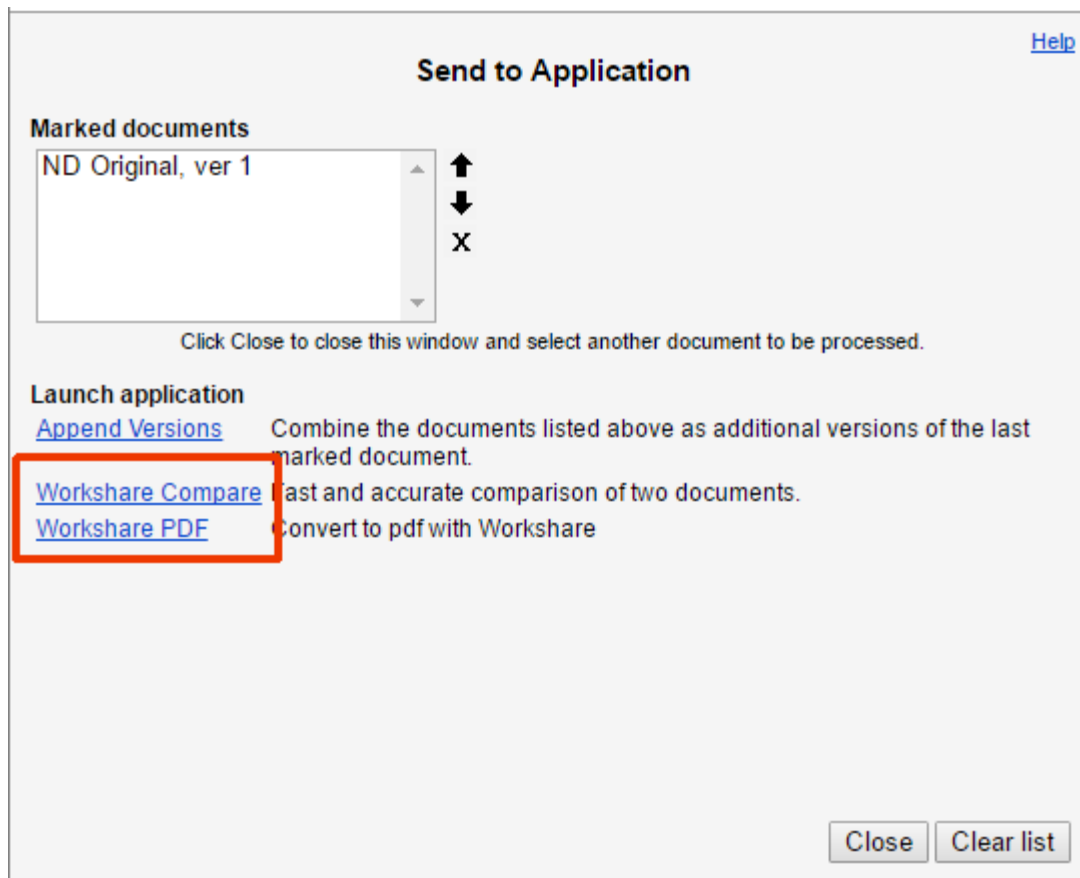 Help
Send to Application
Marked documents
ND Original, ver 1
X
Click Close to close this window and select another document to be processed.
Launch application
Append Versions Combine the documents listed above as additional versions of the last
marked document.
Workshare Compare Fast and accurate comparison of two documents.
Workshare PDF Convert to pdf with Workshare
Close Clear list